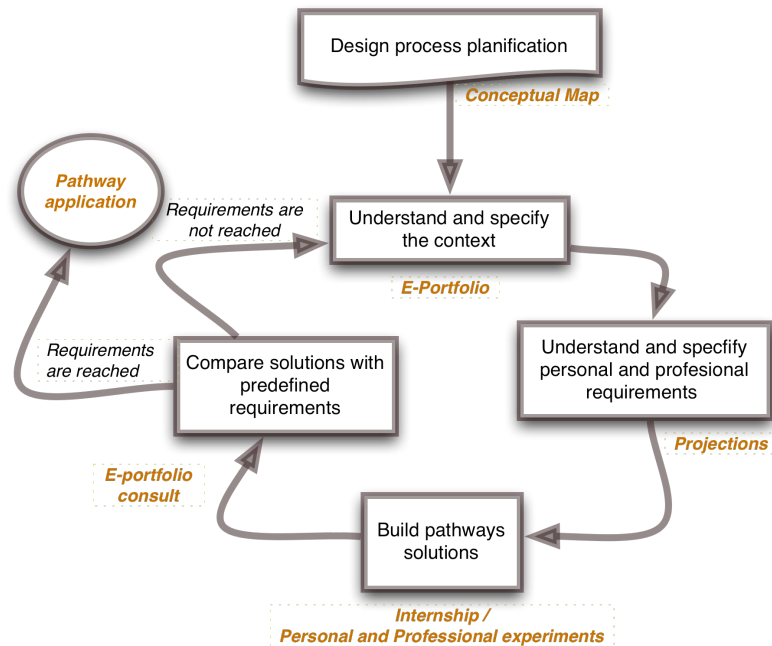 Design process planification
Conceptual Map
Pathway
application
Requirements are
not reached
Understand and specify
the context
E-Portfolio
Requirements
are reached
Compare solutions with
predefined
requirements
Understand and specfify
personal and profesional
requirements
Projections
E-portfolio
consult
Build pathways
solutions
Internship /
Personal and Professional experiments